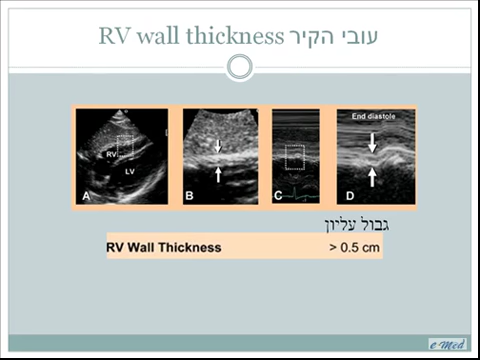 RV wall thickness עובי הקיר
End diastole
RV
LV
A
B
C
D
גבול עליון
RV Wall Thickness > 0.5 cm
e Med